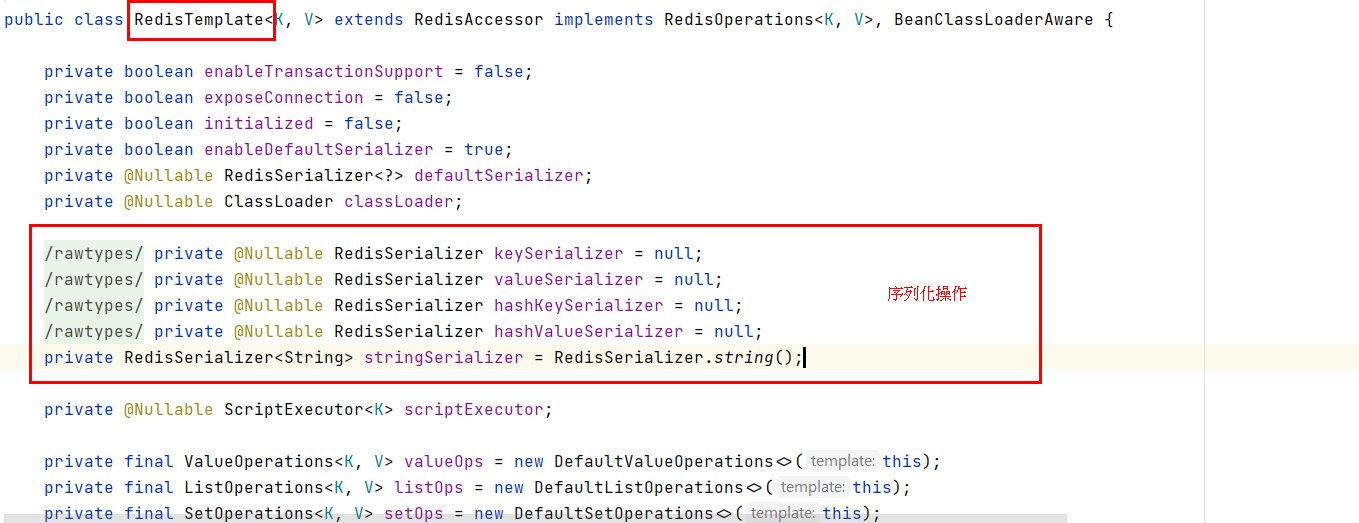 public class RedisTemplate<K, V> extends RedisAccessor implements RedisOperations<K, V>, BeanClassLoaderAware {
private boolean enableTransactionSupport = false;
private boolean exposeConnection = false;
private boolean initialized = false;
private boolean enableDefaultSerializer = true;
private @Nullable RedisSerializer<?> defaultSerializer;
private @Nullable ClassLoader classLoader;
/rawtypes/ private @Nullable RedisSerializer keySerializer = null;
/rawtypes/ private @Nullable RedisSerializer valueSerializer = null;
/rawtypes/ private @Nullable RedisSerializer hashKeySerializer = null;
序列化操作
/rawtypes/ private @Nullable RedisSerializer hashValueSerializer = null;
private RedisSerializer<String> stringSerializer = RedisSerializer.string();
private @Nullable ScriptExecutor<K> scriptExecutor;
private final ValueOperations<K, V> valueOps = new DefaultValueOperations<>( template: this);
private final ListOperations<K, V> listOps = new DefaultListOperations<>( template: this);
private final SetOperations<K, V> setOps = new DefaultSetOperations<>( template: this);